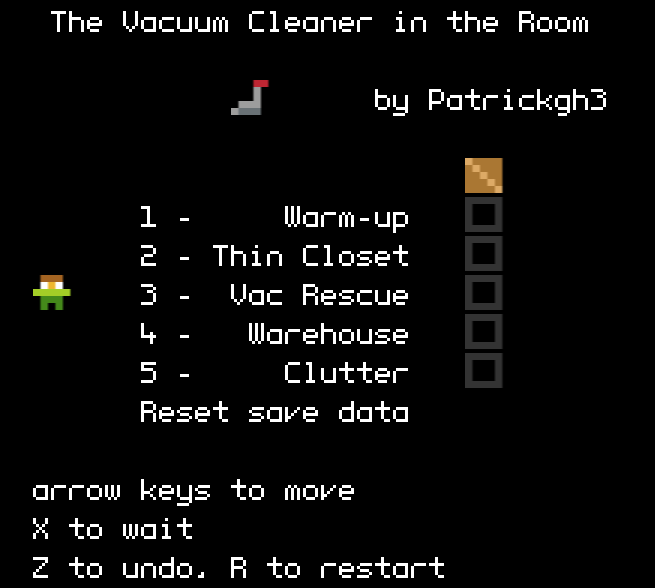 The Vacuum Cleaner in the Room
by Patrickgh3
1 - Warm-up
2 - Thin Closet
3 - Vac Rescue
4 - Warehouse
5 - Clutter
Reset save data
arrow keys to move
X to wait
Z to undo, R to restart